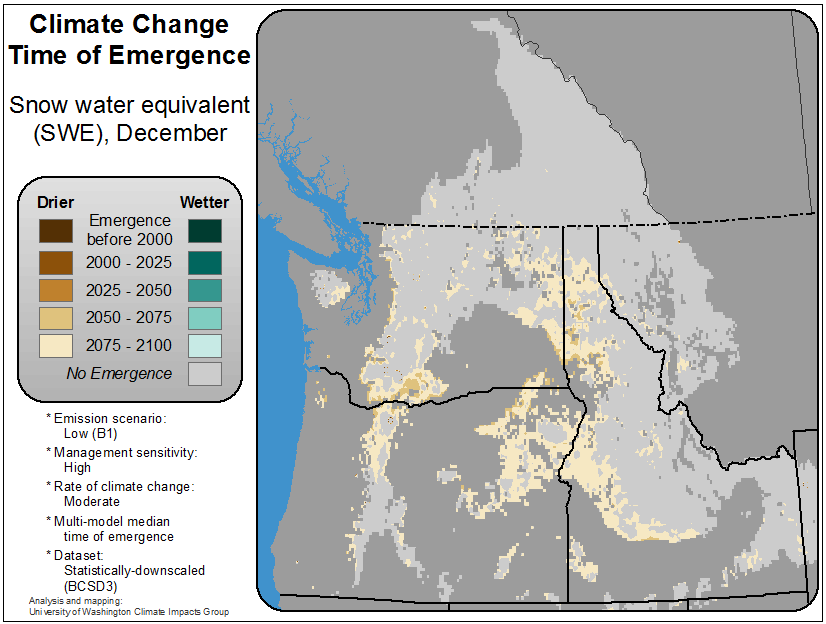 Climate Change
Time of Emergence
Snow water equivalent
(SWE), December
Drier Wetter
Emergence
before 2000
2000 - 2025
2025 - 2050
2050 - 2075
2075 - 2100
No Emergence
* Emission scenario:
Low (B1)
* Management sensitivity:
High
* Rate of climate change:
Moderate
* Multi-model median
time of emergence
* Dataset:
Statistically-downscaled
(BCSD3)
Analysis and mapping:
University of Washington Climate Impacts Group